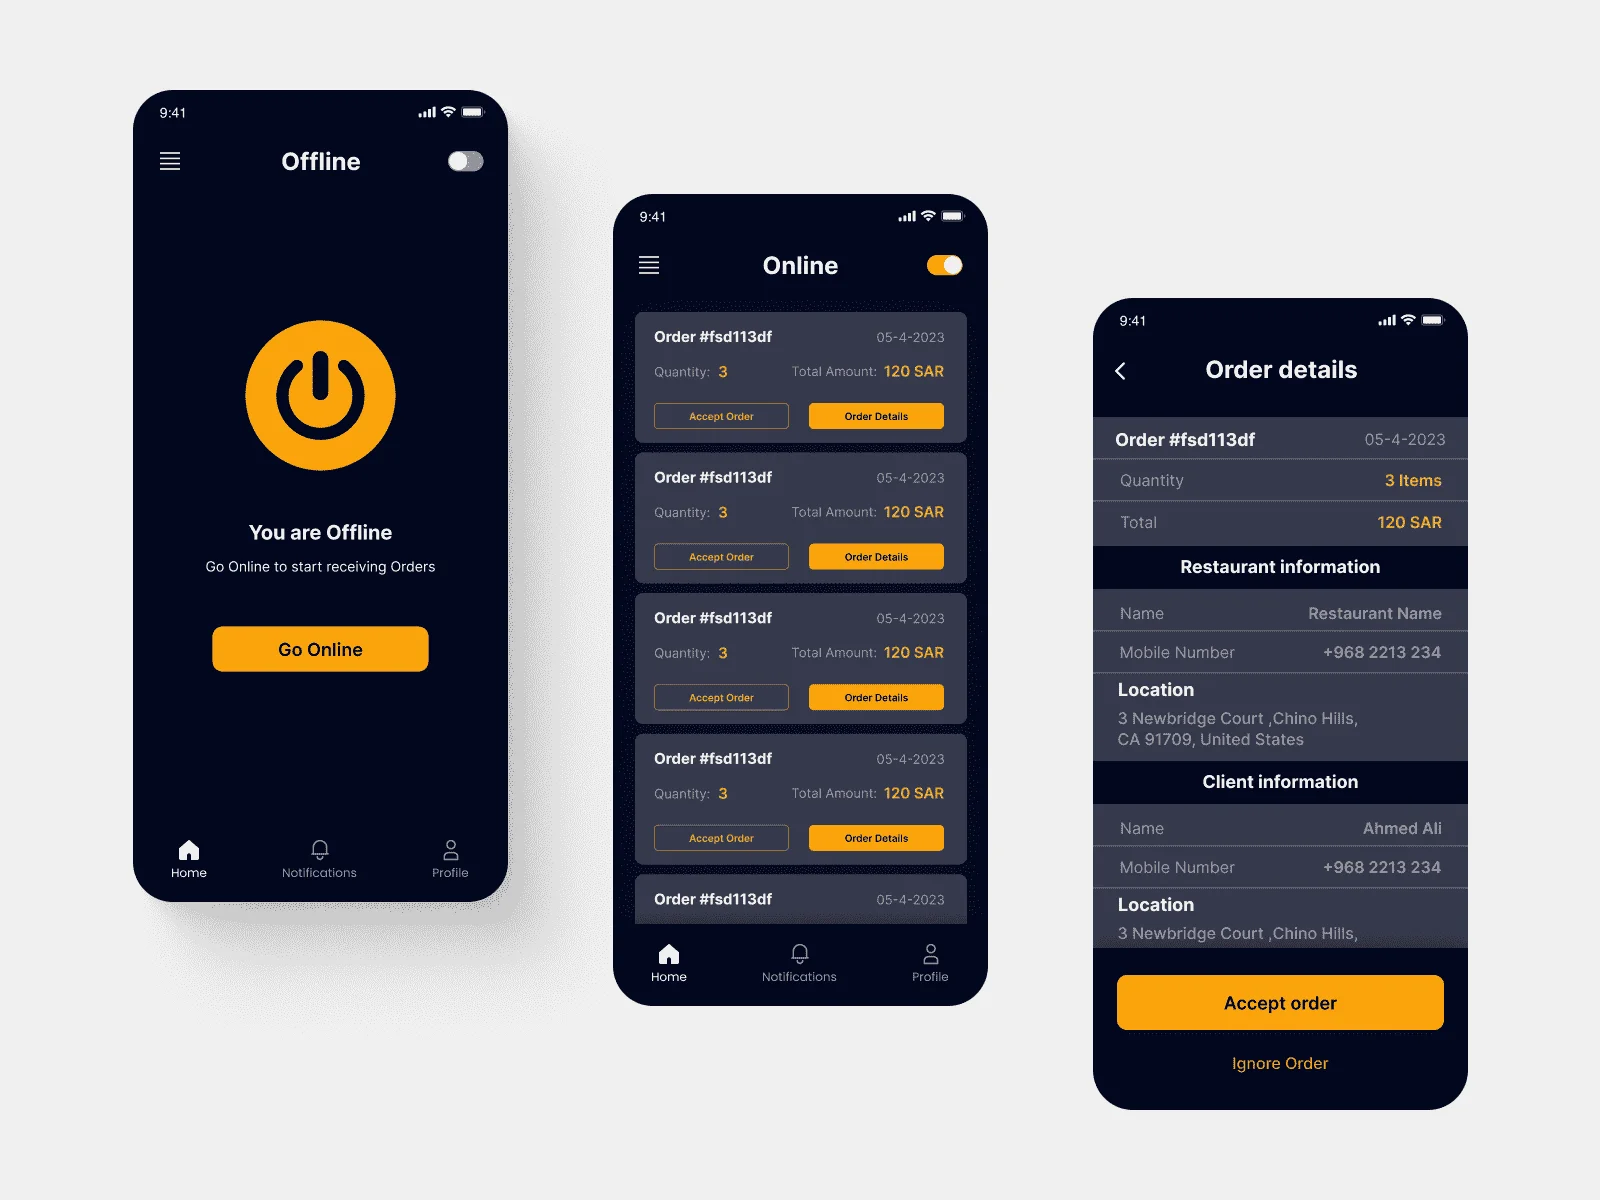 9:41
Offline
You are Offline
Go Online to start receiving Orders
Go Online
Home Notifications Profile
9:41
Online
Order #fsd113df 05-4-2023
Quantity: 3 Total Amount: 120 SAR
Accept Order Order Details
Order #fsd113df 05-4-2023
Quantity: 3 Total Amount: 120 SAR
Accept Order Order Details
Order #fsd113df 05-4-2023
Quantity: 3 Total Amount: 120 SAR
Accept Order Order Details
Order #fsd113df 05-4-2023
Quantity: 3 Total Amount: 120 SAR
Accept Order Order Details
Order #fsd113df 05-4-2023
Home Notifications Profile
9:41
Order details
Order #fsd113df 05-4-2023
Quantity 3 Items
Total 120 SAR
Restaurant information
Name Restaurant Name
Mobile Number +968 2213 234
Location
3 Newbridge Court ,Chino Hills,
CA 91709, United States
Client information
Name Ahmed Ali
Mobile Number +968 2213 234
Location
3 Newbridge Court ,Chino Hills,
Accept order
Ignore Order